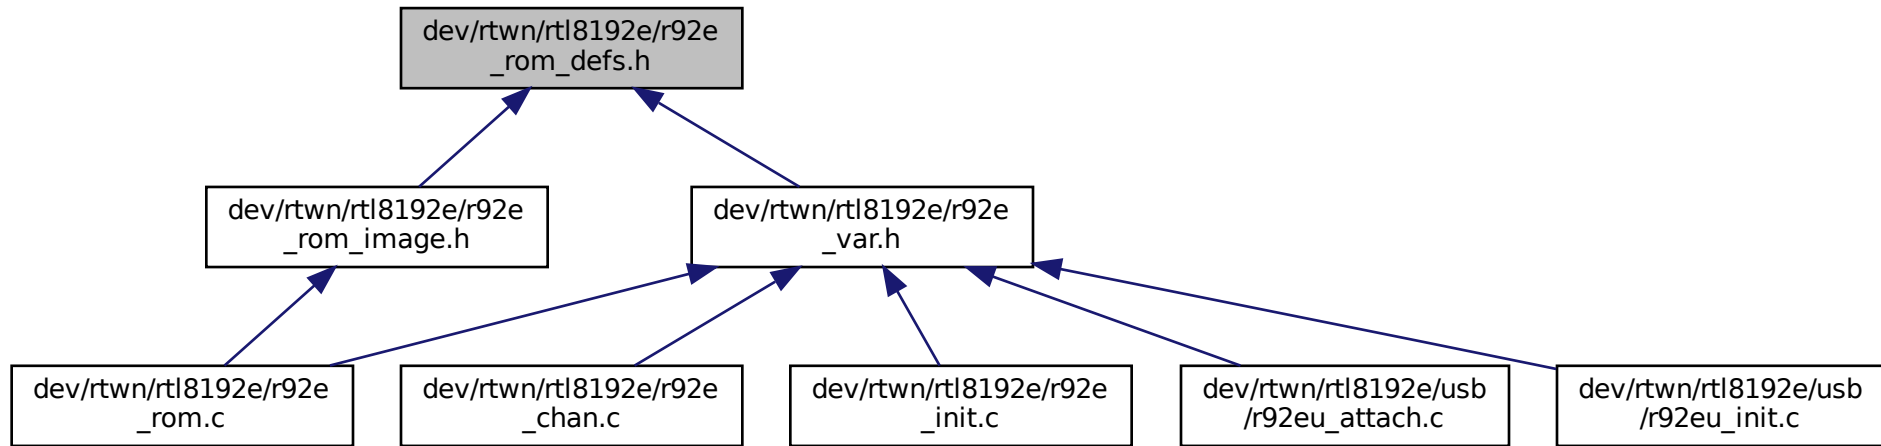 dev/rtwn/rtl8192e/r92e
_rom_defs.h
dev/rtwn/rtl8192e/r92e
_rom_image.h
dev/rtwn/rtl8192e/r92e
_var.h
dev/rtwn/rtl8192e/r92e
_rom.c
dev/rtwn/rtl8192e/r92e
_chan.c
dev/rtwn/rtl8192e/r92e
_init.c
dev/rtwn/rtl8192e/usb
/r92eu_attach.c
dev/rtwn/rtl8192e/usb
/r92eu_init.c